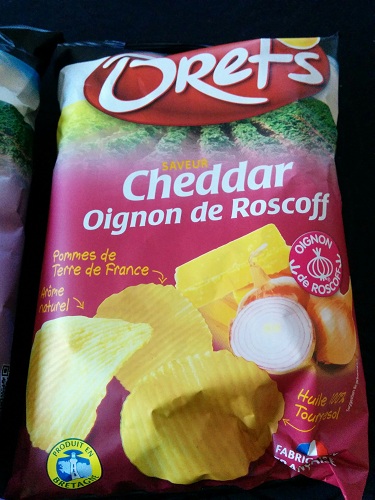 Bret's
SAVEUR
Cheddar
Oignon de Roscoff
OIGNON
de ROSCOFF
Pommes de
Terre de France
Arôme
naturel
Huile 100%
Tournesol
PRODUIT EN
BRETAGNE